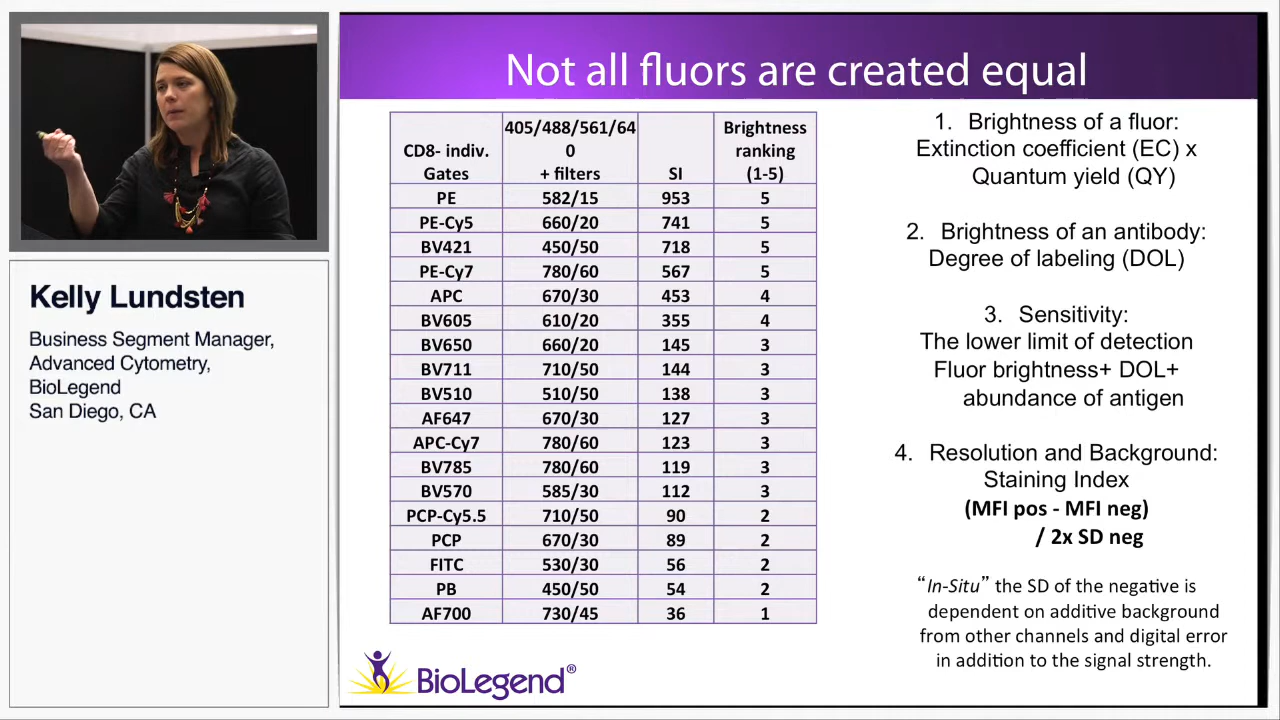 Not all fluors are created equal
CD8- indiv.
Gates
405/488/561/64
0
+ filters
SI
Brightness
ranking
(1-5)
PE 582/15 953 5
PE-Cy5 660/20 741 5
BV421 450/50 718 5
PE-Cy7 780/60 567 5
APC 670/30 453 4
BV605 610/20 355 4
BV650 660/20 145 3
BV711 710/50 144 3
BV510 510/50 138 3
AF647 670/30 127 3
APC-Cy7 780/60 123 3
BV785 780/60 119 3
BV570 585/30 112 3
PCP-Cy5.5 710/50 90 2
PCP 670/30 89 2
FITC 530/30 56 2
PB 450/50 54 2
AF700 730/45 36 1
1. Brightness of a fluor:
Extinction coefficient (EC) x
Quantum yield (QY)
2. Brightness of an antibody:
Degree of labeling (DOL)
3. Sensitivity:
The lower limit of detection
Fluor brightness+ DOL+
abundance of antigen
4. Resolution and Background:
Staining Index
(MFI pos - MFI neg)
/ 2x SD neg
“In-Situ” the SD of the negative is
dependent on additive background
from other channels and digital error
in addition to the signal strength.
BioLegend®
Kelly Lundsten
Business Segment Manager,
Advanced Cytometry,
BioLegend
San Diego, CA